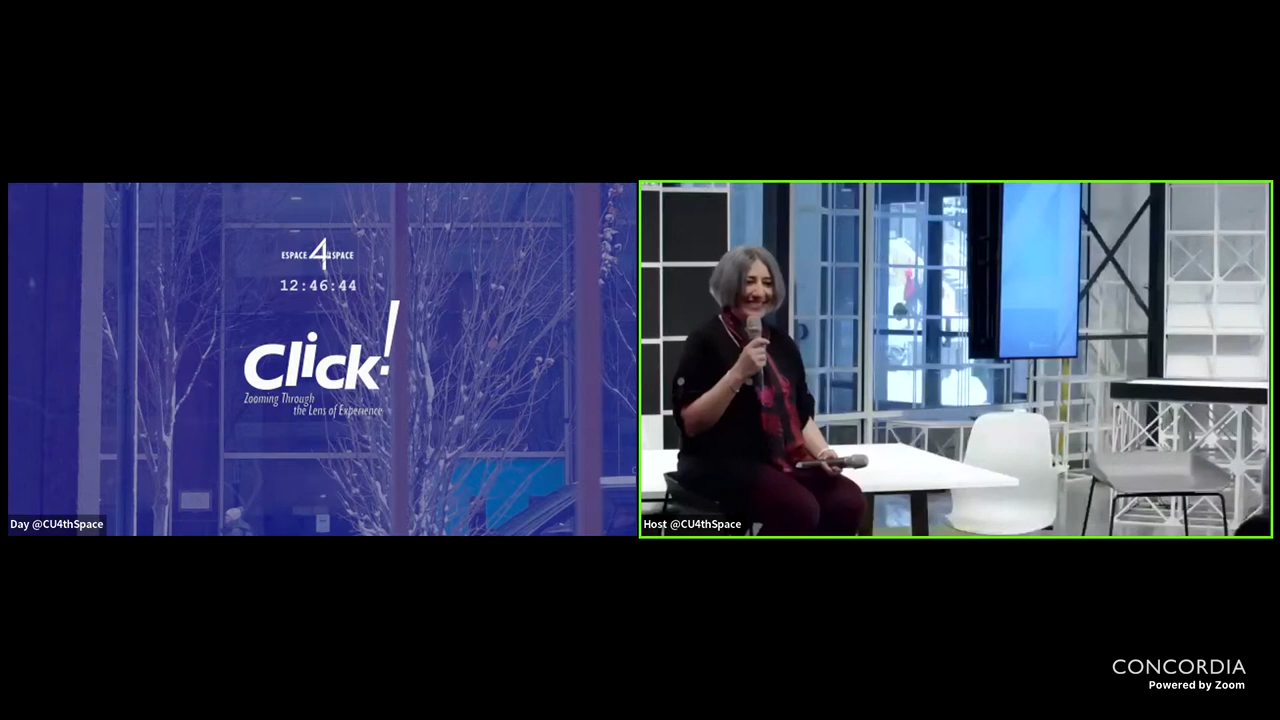 ESPACE 4 SPACE
12:46:44
Click!
Zooming Through
the Lens of Experience
Day @CU4thSpace
Host @CU4thSpace
CONCORDIA
Powered by Zoom